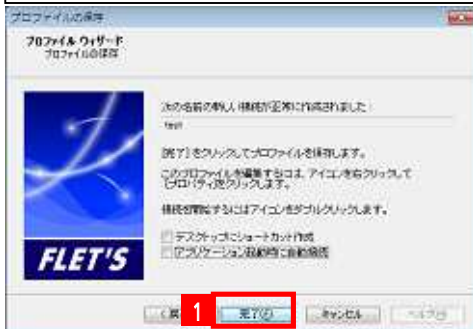 プロファイルの保存
プロファイル ウィザード
プロファイルの保存
次の名前の新しい接続が正常に作成されました:
test
[完了]をクリックしてプロファイルを保存します。
このプロファイルを編集するには、アイコンを右クリックして
[プロパティ]をクリックします。
接続を開始するにはアイコンをダブルクリックします。
デスクトップにショートカット作成
アプリケーション起動時に自動接続
FLET'S
1
完了(F)
キャンセル
ヘルプ(H)